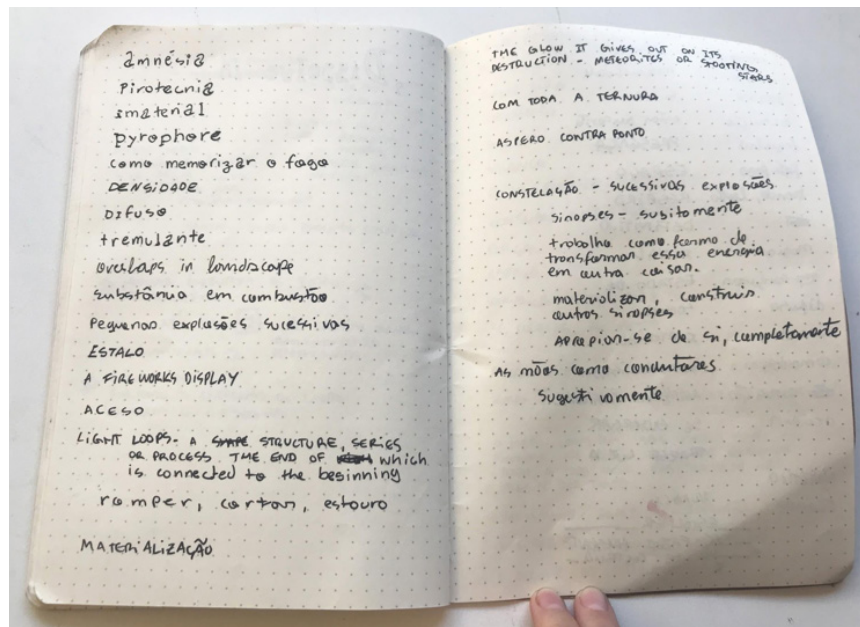 amnésia
Pirotecnia
imaterial
pyrophore
como memorizar o fogo
DENSIDADE
DIFUSO
tremulante
overlaps in landscape
substância em combustão
Pequenas explosões sucessivas
ESTALO
A FIREWORKS DISPLAY
ACESO
LIGHT LOOPS - A STRUCTURE, SERIES
OR PROCESS THE END OF which
is connected to the beginning
romper, cortar, estouro
MATERIALIZAÇÃO
THE GLOW IT GIVES OUT ON ITS
DESTRUCTION - METEORITES OR SHOOTING
STARS
COM TODA A TERNURA
ASPERO CONTRA PONTO
CONSTELAÇÃO - SUCESSIVAS EXPLOSÕES
sinopses - subitamente
trabalho como forma de
transformar essa energia
em outra coisas.
materializar, construir
outros sinopses
apropiar-se de si, completamente
AS mãos como condutores
sugestivamente